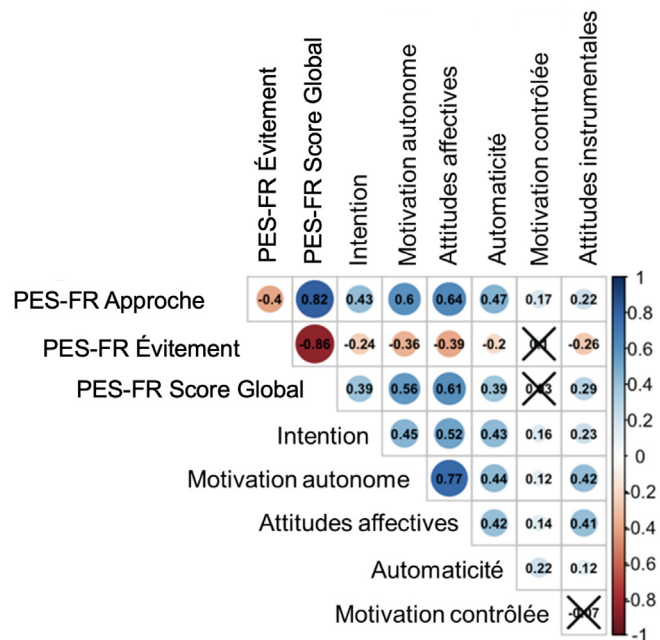 PES-FR Évitement
PES-FR Score Global
Intention
Motivation autonome
Attitudes affectives
Automaticité
Motivation contrôlée
Attitudes instrumentales
PES-FR Approche -0.4 0.82 0.43 0.6 0.64 0.47 0.17 0.22
PES-FR Évitement -0.86 -0.24 -0.36 -0.39 -0.2 -0.26
PES-FR Score Global 0.39 0.56 0.61 0.39 0.29
Intention 0.45 0.52 0.43 0.16 0.23
Motivation autonome 0.77 0.44 0.12 0.42
Attitudes affectives 0.42 0.14 0.41
Automaticité 0.22 0.12
Motivation contrôlée
1
0.8
0.6
0.4
0.2
0
-0.2
-0.4
-0.6
-0.8
-1